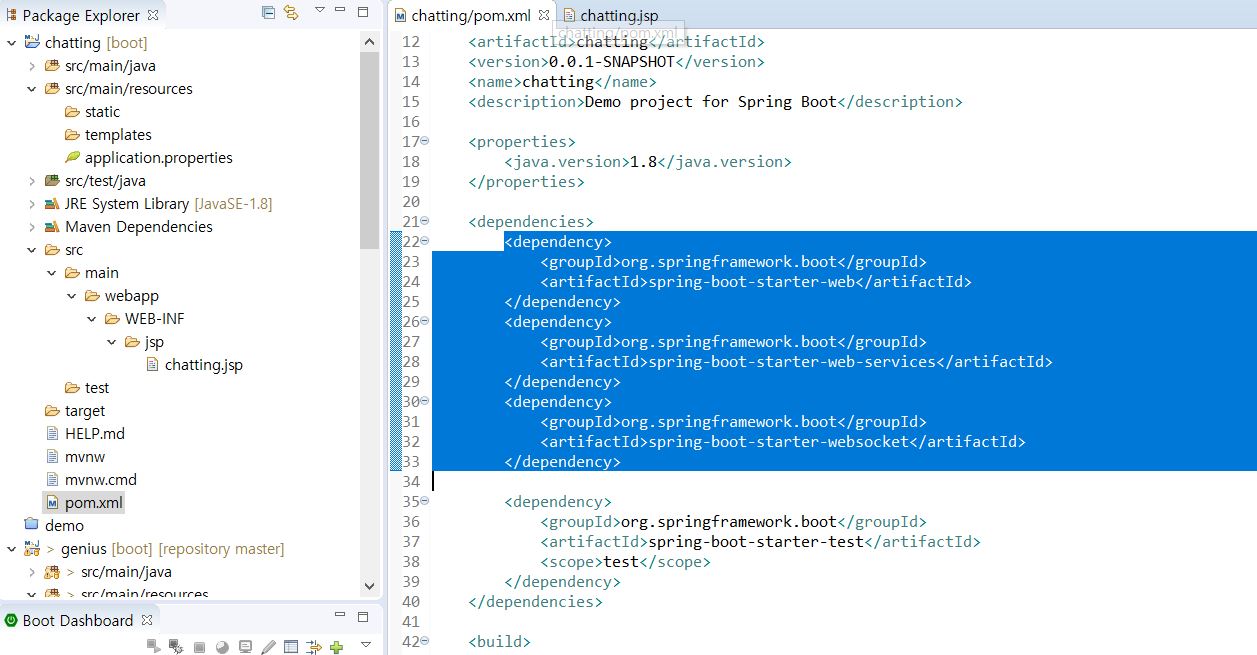 Package Explorer
chatting [boot]
src/main/java
src/main/resources
static
templates
application.properties
src/test/java
JRE System Library [JavaSE-1.8]
Maven Dependencies
src
main
webapp
WEB-INF
jsp
chatting.jsp
test
target
HELP.md
mvnw
mvnw.cmd
pom.xml
demo
> genius [boot] [repository master]
> src/main/java
> src/main/resources
Boot Dashboard
chatting/pom.xml
chatting.jsp
chatting/pom.xml
12 <artifactId>chatting</artifactId>
13 <version>0.0.1-SNAPSHOT</version>
14 <name>chatting</name>
15 <description>Demo project for Spring Boot</description>
16
17 <properties>
18 <java.version>1.8</java.version>
19 </properties>
20
21 <dependencies>
22 <dependency>
23 <groupId>org.springframework.boot</groupId>
24 <artifactId>spring-boot-starter-web</artifactId>
25 </dependency>
26 <dependency>
27 <groupId>org.springframework.boot</groupId>
28 <artifactId>spring-boot-starter-web-services</artifactId>
29 </dependency>
30 <dependency>
31 <groupId>org.springframework.boot</groupId>
32 <artifactId>spring-boot-starter-websocket</artifactId>
33 </dependency>
34
35 <dependency>
36 <groupId>org.springframework.boot</groupId>
37 <artifactId>spring-boot-starter-test</artifactId>
38 <scope>test</scope>
39 </dependency>
40 </dependencies>
41
42 <build>